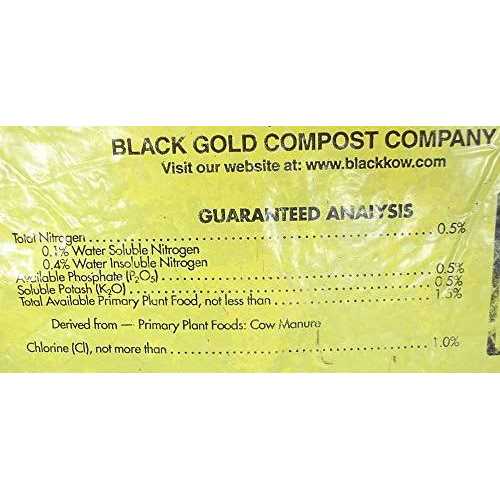 BLACK GOLD COMPOST COMPANY
Visit our website at: www.blackkow.com
GUARANTEED ANALYSIS
Total Nitrogen........................................................0.5%
0.1% Water Soluble Nitrogen
0.4% Water Insoluble Nitrogen
Available Phosphate (P₂O₅)........................................0.5%
Soluble Potash (K₂O)................................................0.5%
Total Available Primary Plant Food, not less than.................1.5%
Derived from — Primary Plant Foods: Cow Manure
Chlorine (Cl), not more than........................................1.0%